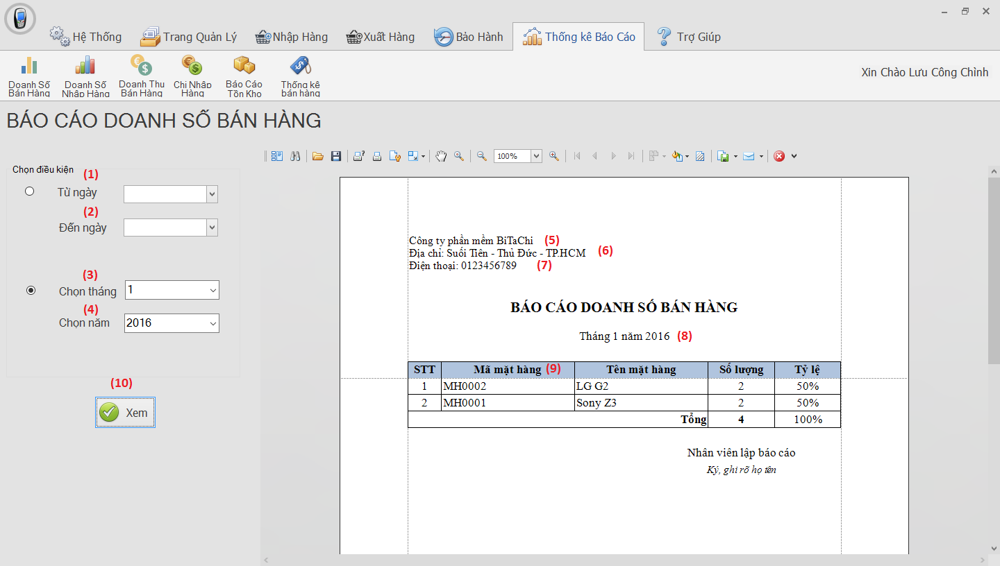 Hệ Thống Trang Quản Lý Nhập Hàng Xuất Hàng Bảo Hành Thống kê Báo Cáo Trợ Giúp
Doanh Số Bán Hàng
Doanh Số Nhập Hàng
Doanh Thu Bán Hàng
Chi Nhập Hàng
Báo Cáo Tồn Kho
Thống kê bán hàng
Xin Chào Lưu Công Chình
BÁO CÁO DOANH SỐ BÁN HÀNG
100%
Chọn điều kiện
(1)
Từ ngày
(2)
Đến ngày
(3)
Chọn tháng 1
(4)
Chọn năm 2016
(10)
Xem
Công ty phần mềm BiTaChi (5)
Địa chỉ: Suối Tiên - Thủ Đức - TP.HCM (6)
Điện thoại: 0123456789 (7)
BÁO CÁO DOANH SỐ BÁN HÀNG
Tháng 1 năm 2016 (8)
STT Mã mặt hàng (9) Tên mặt hàng Số lượng Tỷ lệ
1 MH0002 LG G2 2 50%
2 MH0001 Sony Z3 2 50%
Tổng 4 100%
Nhân viên lập báo cáo
Ký, ghi rõ họ tên